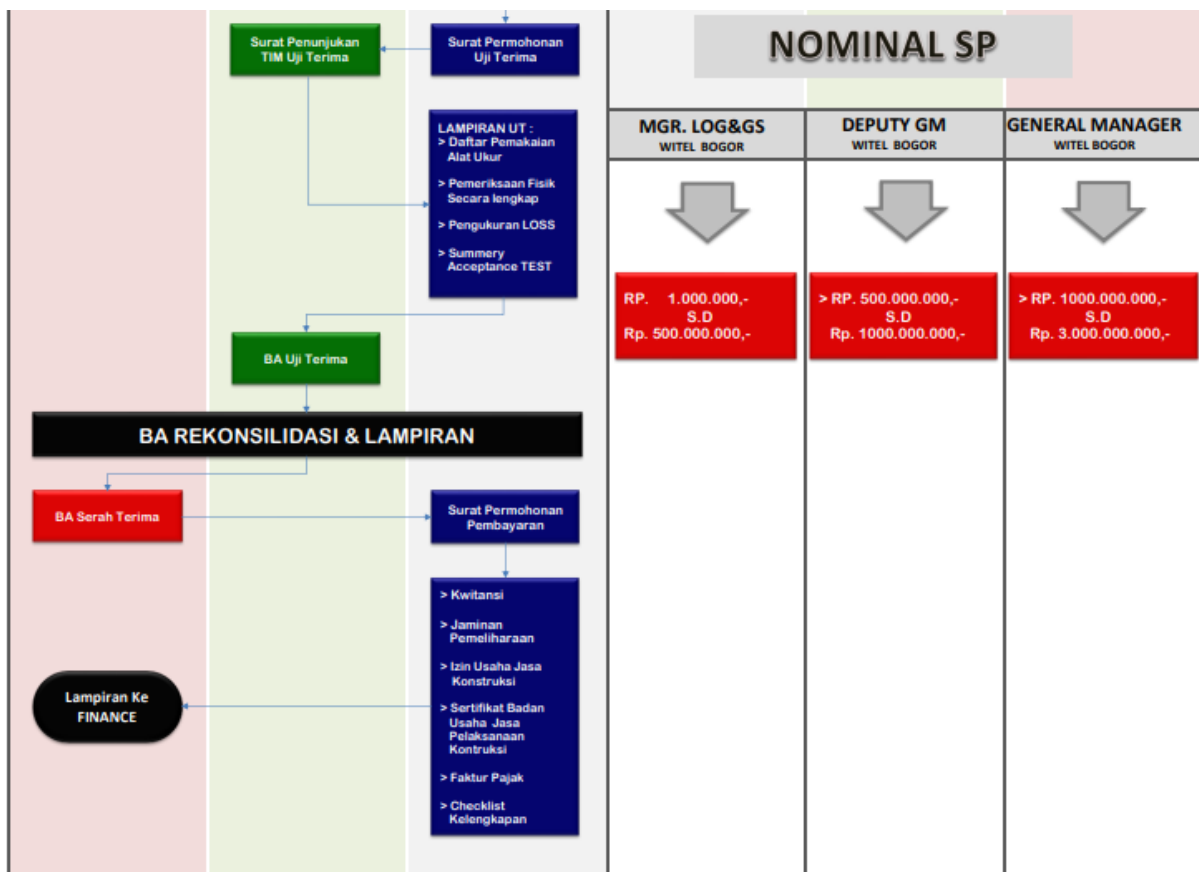 Surat Penunjukan
TIM Uji Terima
Surat Permohonan
Uji Terima
LAMPIRAN UT :
> Daftar Pemakaian
Alat Ukur
> Pemeriksaan Fisik
Secara lengkap
> Pengukuran LOSS
> Summery
Acceptance TEST
BA Uji Terima
BA REKONSILIDASI & LAMPIRAN
BA Serah Terima
Surat Permohonan
Pembayaran
> Kwitansi
> Jaminan
Pemeliharaan
> Izin Usaha Jasa
Konstruksi
> Sertifikat Badan
Usaha Jasa
Pelaksanaan
Kontruksi
> Faktur Pajak
> Checklist
Kelengkapan
Lampiran Ke
FINANCE
NOMINAL SP
MGR. LOG&GS
WITEL BOGOR
DEPUTY GM
WITEL BOGOR
GENERAL MANAGER
WITEL BOGOR
RP. 1.000.000,-
S.D
Rp. 500.000.000,-
> RP. 500.000.000,-
S.D
Rp. 1000.000.000,-
> RP. 1000.000.000,-
S.D
Rp. 3.000.000.000,-